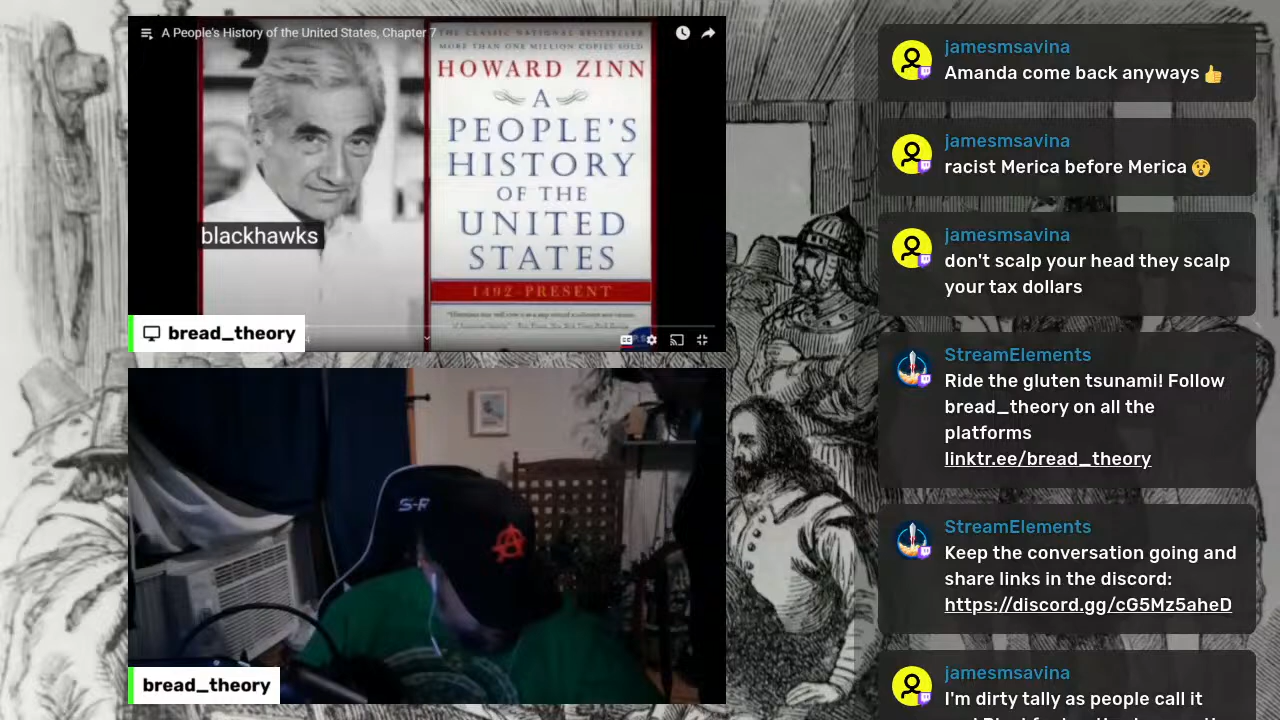 A People's History of the United States, Chapter 7
THE CLASSIC NATIONAL BESTSELLER
MORE THAN ONE MILLION COPIES SOLD
HOWARD ZINN
A
PEOPLE'S
HISTORY
OF THE
UNITED
STATES
1492–PRESENT
blackhawks
bread_theory
S-R
bread_theory
jamesmsavina
Amanda come back anyways 👍
jamesmsavina
racist Merica before Merica 😲
jamesmsavina
don't scalp your head they scalp
your tax dollars
StreamElements
Ride the gluten tsunami! Follow
bread_theory on all the
platforms
linktr.ee/bread_theory
StreamElements
Keep the conversation going and
share links in the discord:
https://discord.gg/cG5Mz5aheD
jamesmsavina
I'm dirty tally as people call it